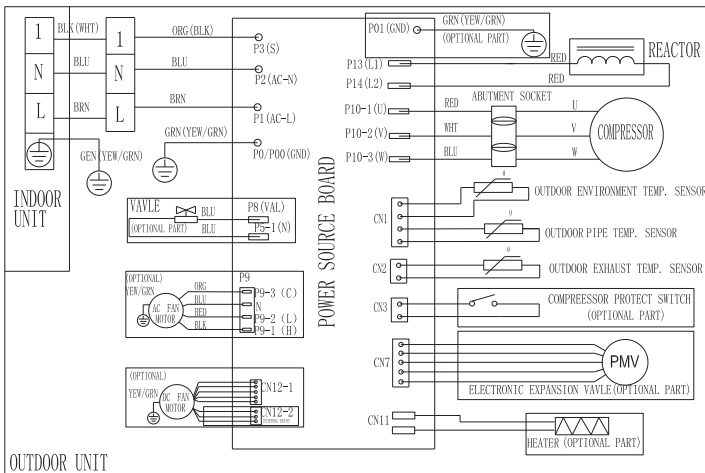 1
N
L
INDOOR
UNIT
BLK(WHT)
BLU
BRN
GEN(YEW/GRN)
1
N
L
ORG(BLK)
P3(S)
BLU
P2(AC-N)
BRN
P1(AC-L)
GRN(YEW/GRN)
P0/P00(GND)
VAVLE
(OPTIONAL PART)
BLU
P8(VAL)
BLU
P5-1(N)
(OPTIONAL)
YEW/GRN
AC FAN
MOTOR
ORG
BLU
RED
BLK
P9
P9-3 (C)
N
P9-2 (L)
P9-1 (H)
(OPTIONAL)
YEW/GRN
DC FAN
MOTOR
CN12-1
CN12-2
EXTERNAL DRIVE
OUTDOOR UNIT
POWER SOURCE BOARD
P01(GND)
GRN(YEW/GRN)
(OPTIONAL PART)
P13(L1)
RED
REACTOR
P14(L2)
RED
ABUTMENT SOCKET
P10-1(U)
RED
U
P10-2(V)
WHT
V
P10-3(W)
BLU
W
COMPRESSOR
CN1
θ
OUTDOOR ENVIRONMENT TEMP. SENSOR
θ
OUTDOOR PIPE TEMP. SENSOR
CN2
θ
OUTDOOR EXHAUST TEMP. SENSOR
CN3
COMPREESSOR PROTECT SWITCH
(OPTIONAL PART)
CN7
PMV
ELECTRONIC EXPANSION VAVLE(OPTIONAL PART)
CN11
HEATER (OPTIONAL PART)